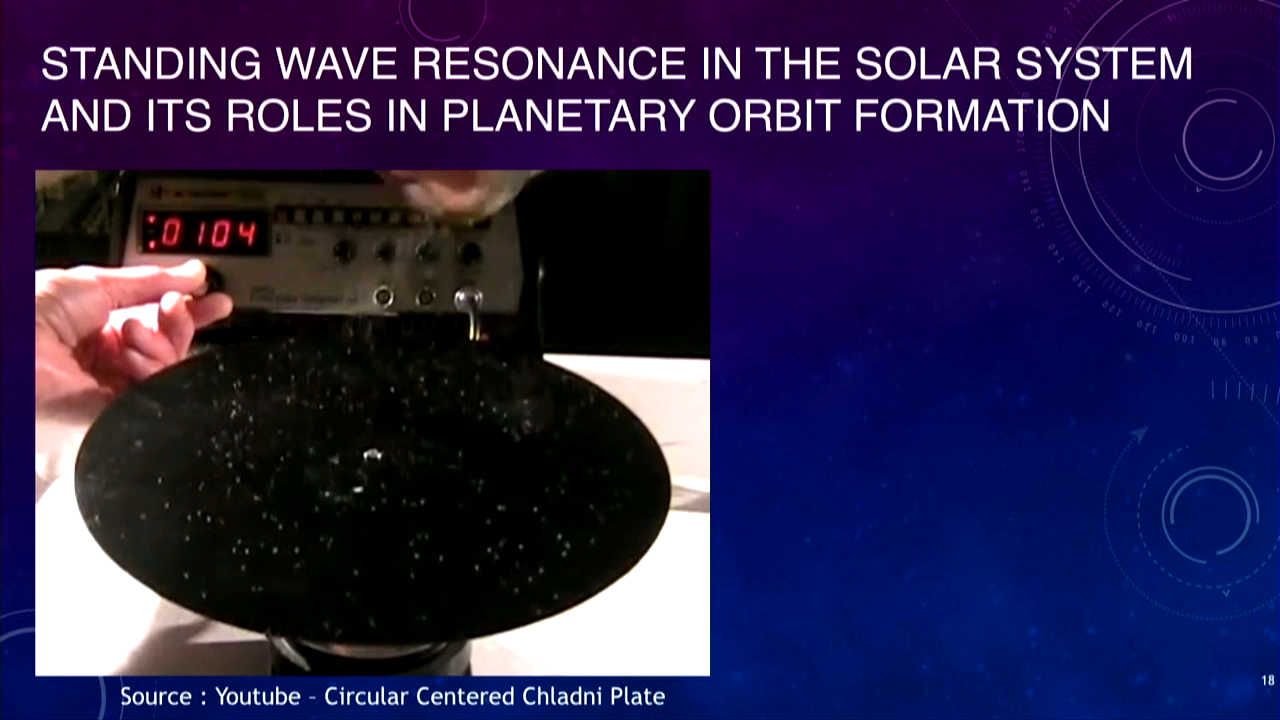 STANDING WAVE RESONANCE IN THE SOLAR SYSTEM
AND ITS ROLES IN PLANETARY ORBIT FORMATION
0104
Source : Youtube – Circular Centered Chladni Plate
18